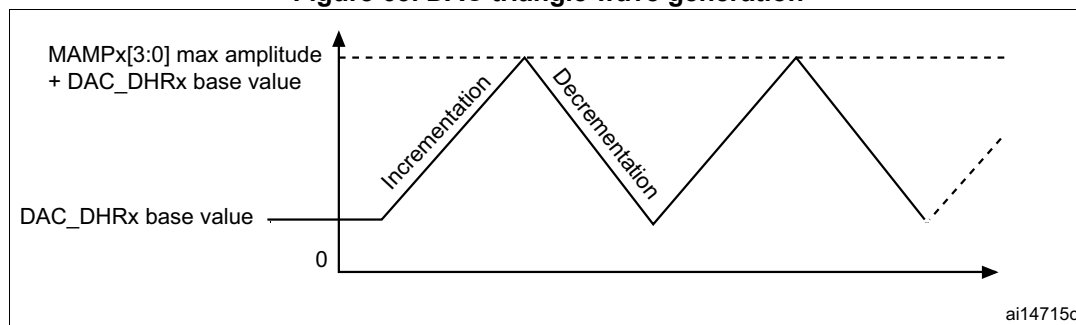 MAMPx[3:0] max amplitude
+ DAC_DHRx base value
Incrementation
Decrementation
DAC_DHRx base value
0
ai14715c